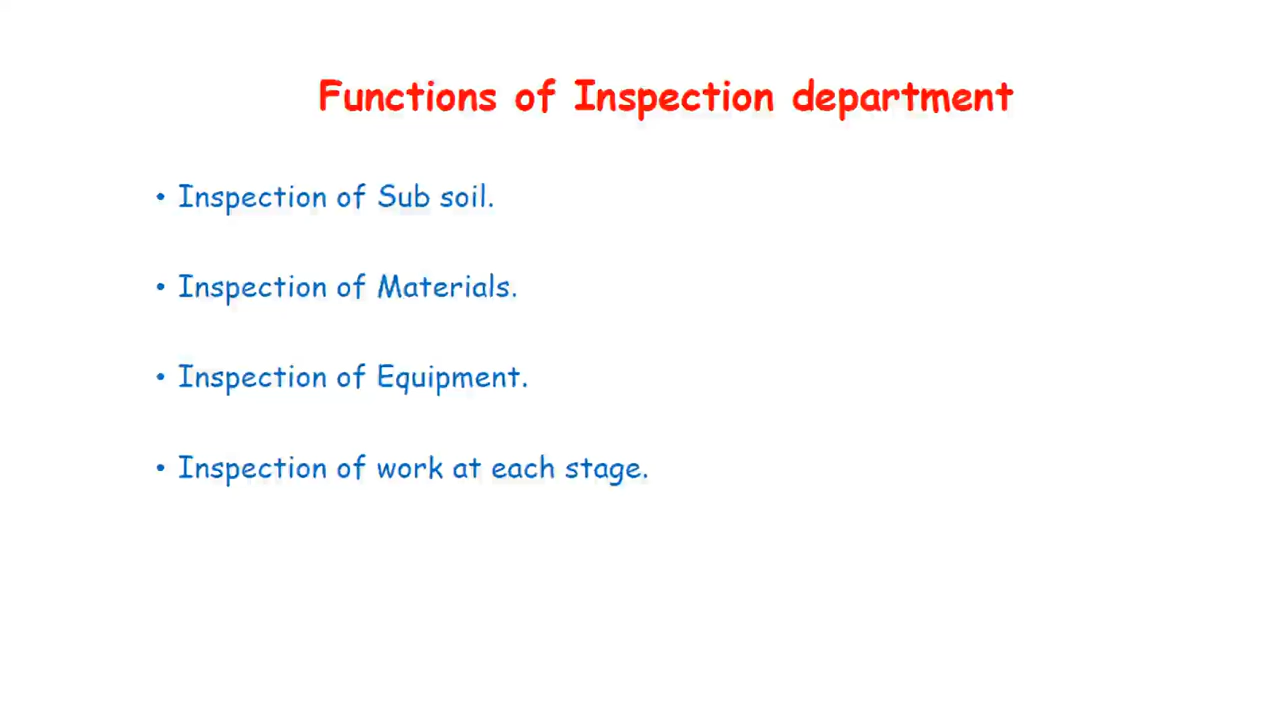 Functions of Inspection department
• Inspection of Sub soil.
• Inspection of Materials.
• Inspection of Equipment.
• Inspection of work at each stage.